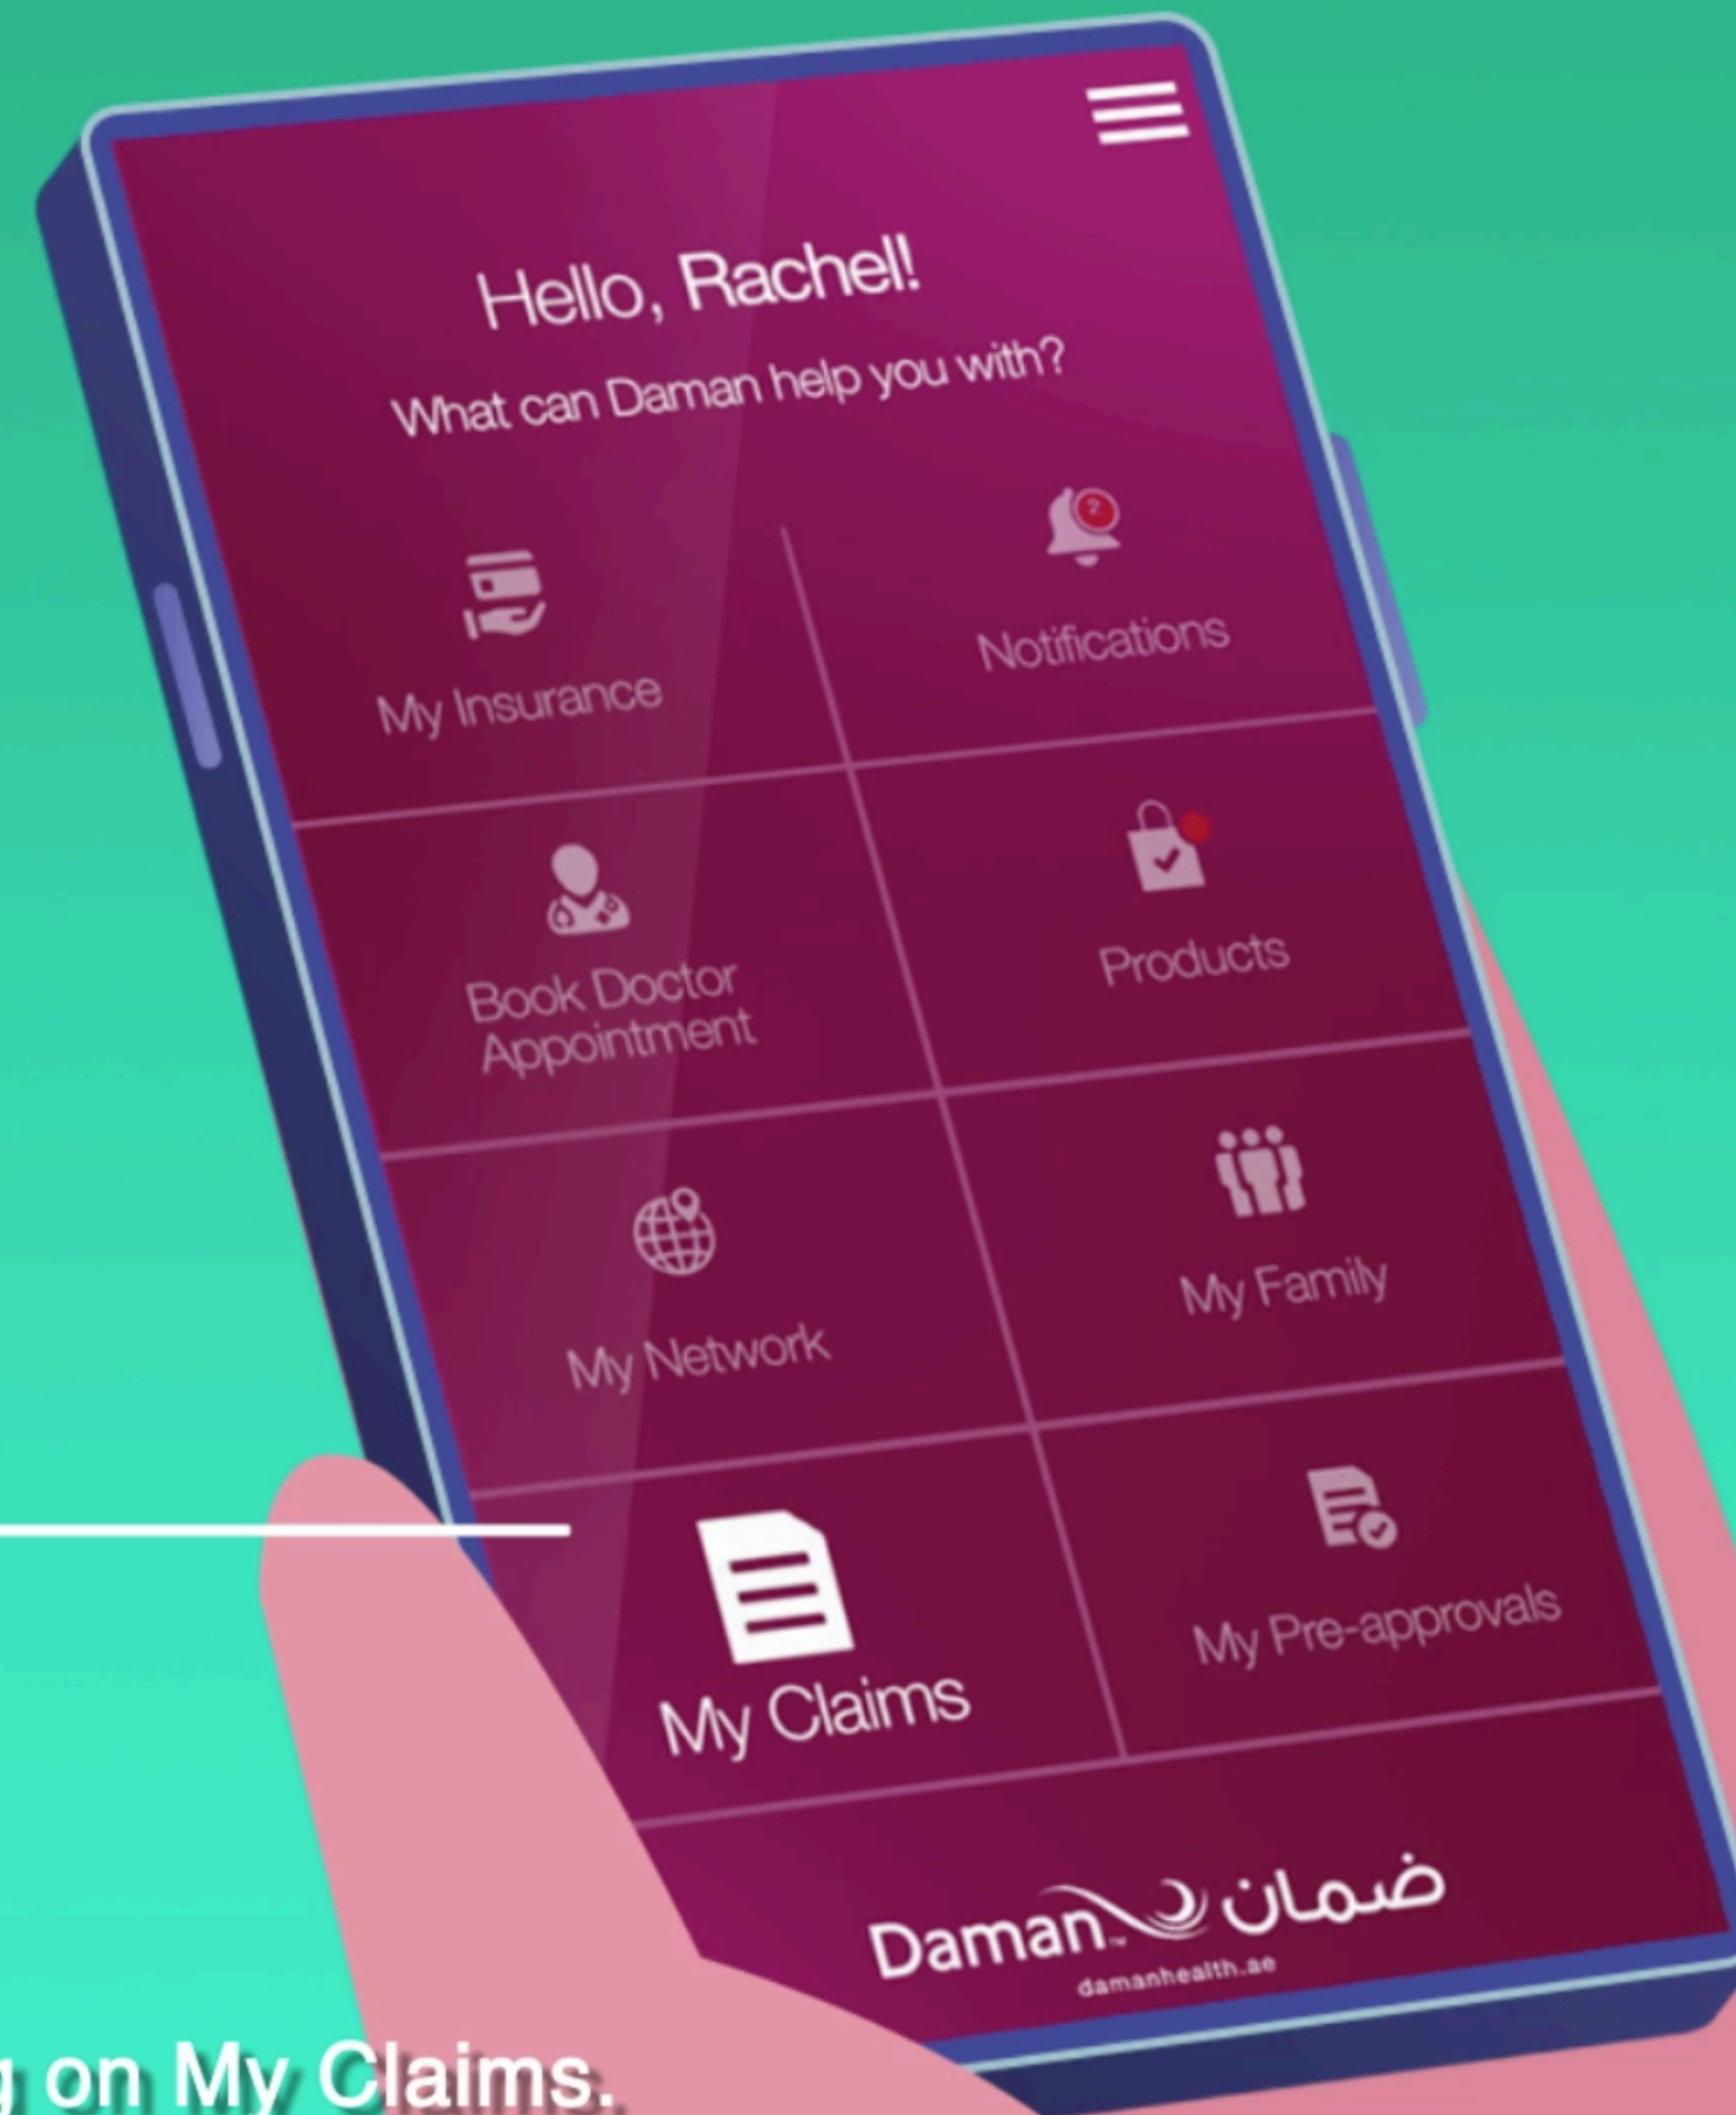 Hello, Rachel!
What can Daman help you with?
2
My Insurance
Notifications
Book Doctor
Appointment
Products
My Network
My Family
My Claims
My Pre-approvals
Daman ضمان
damanhealth.ae
on My Claims.